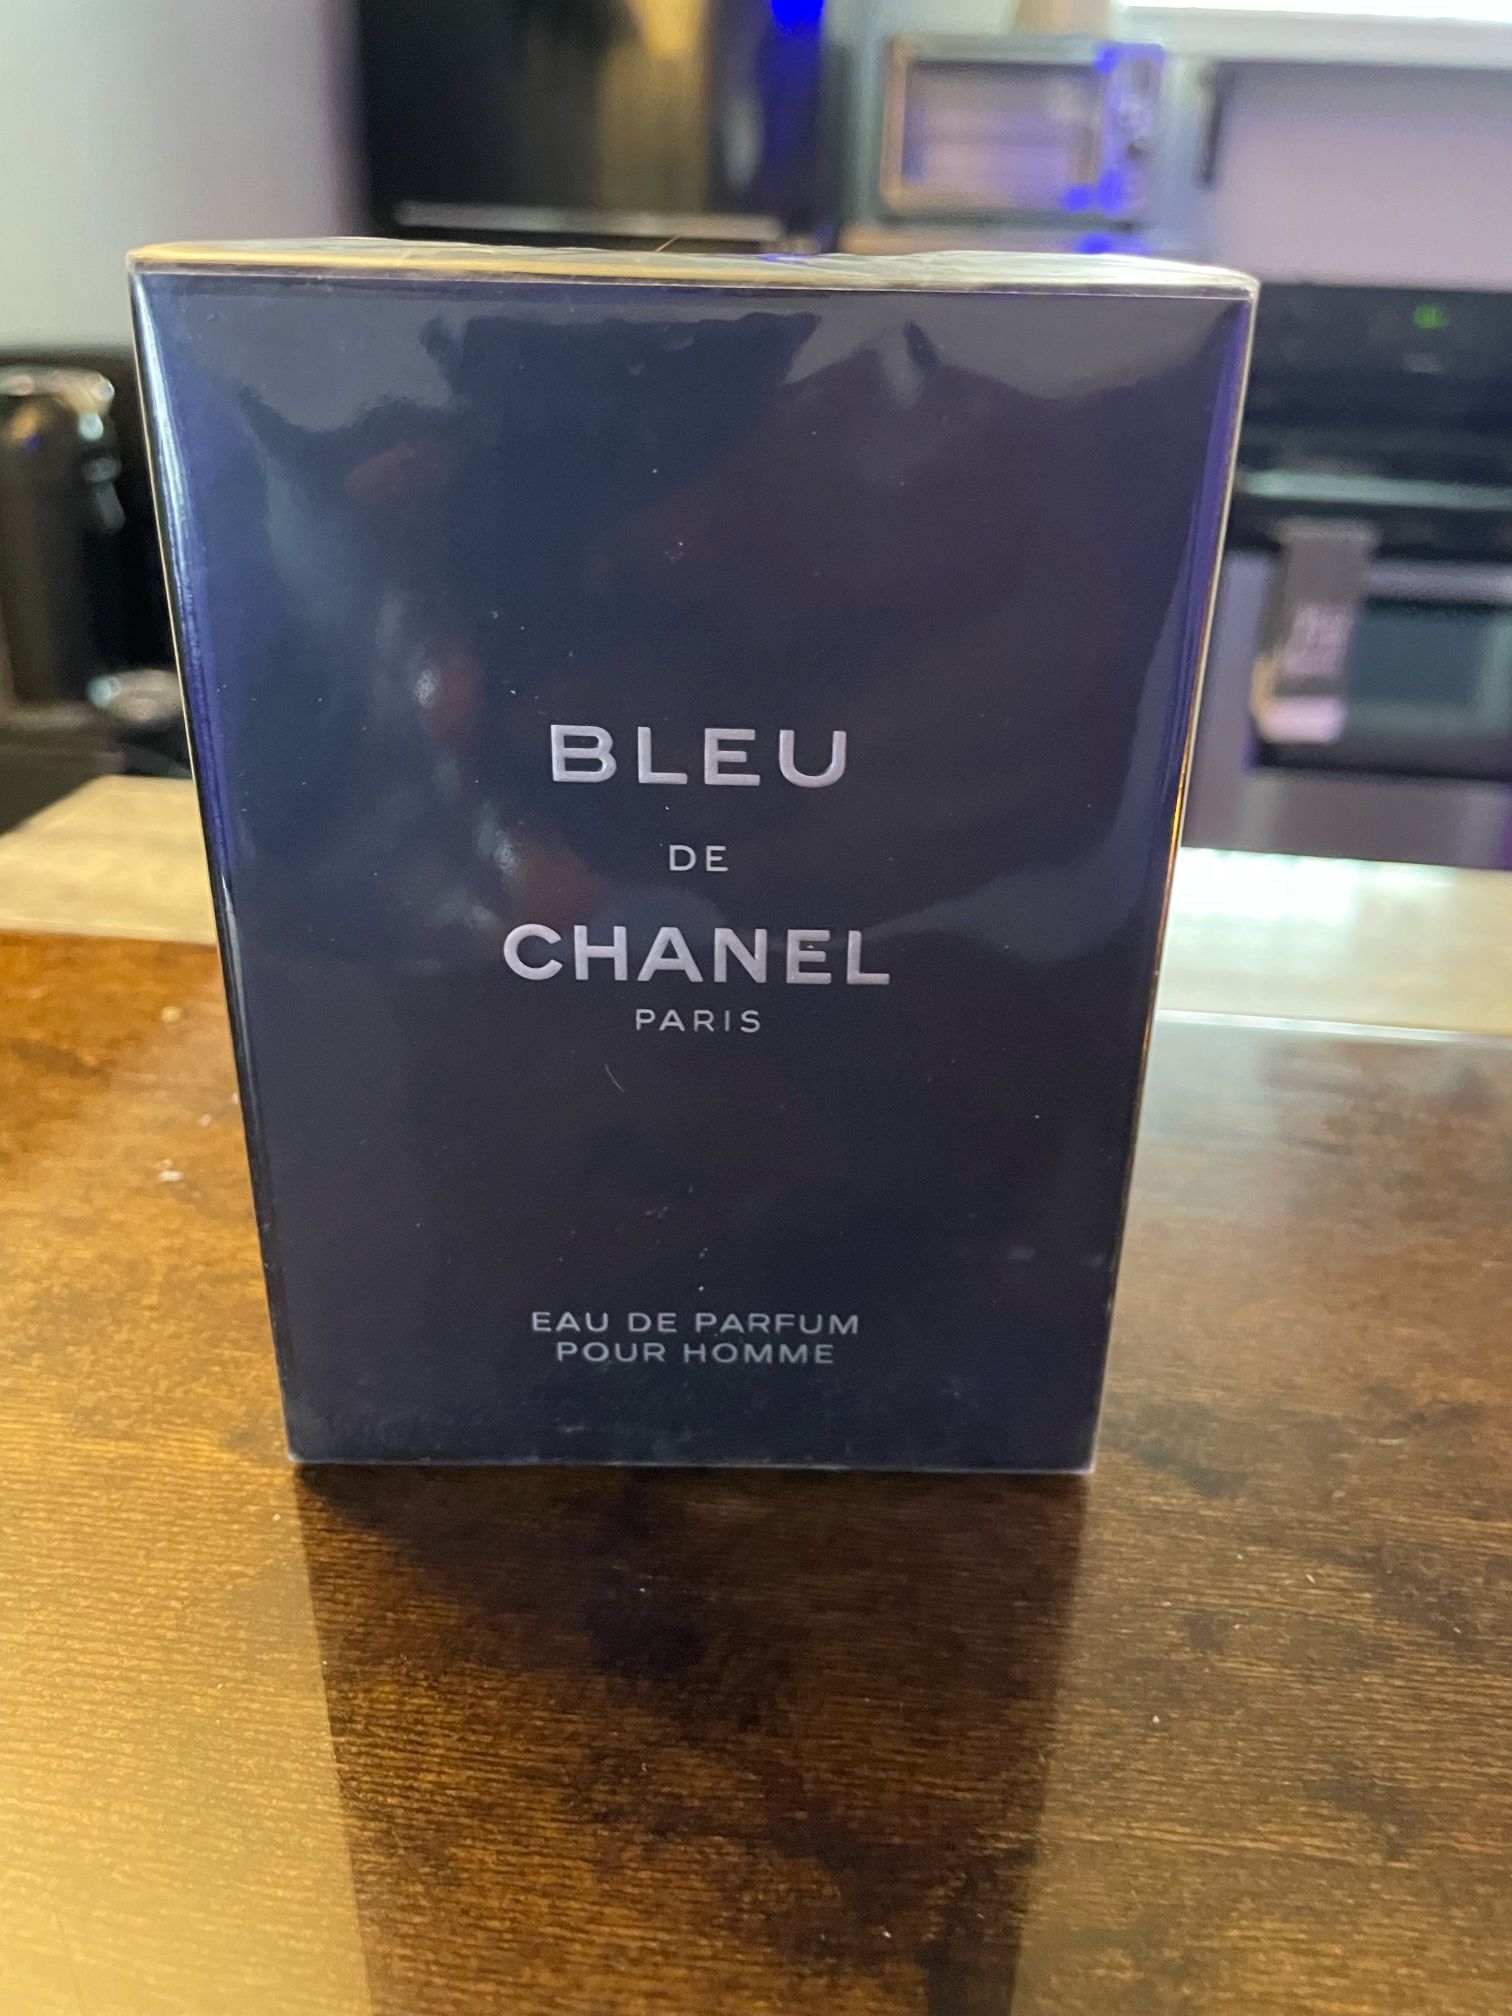 BLEU
DE
CHANEL
PARIS
EAU DE PARFUM
POUR HOMME